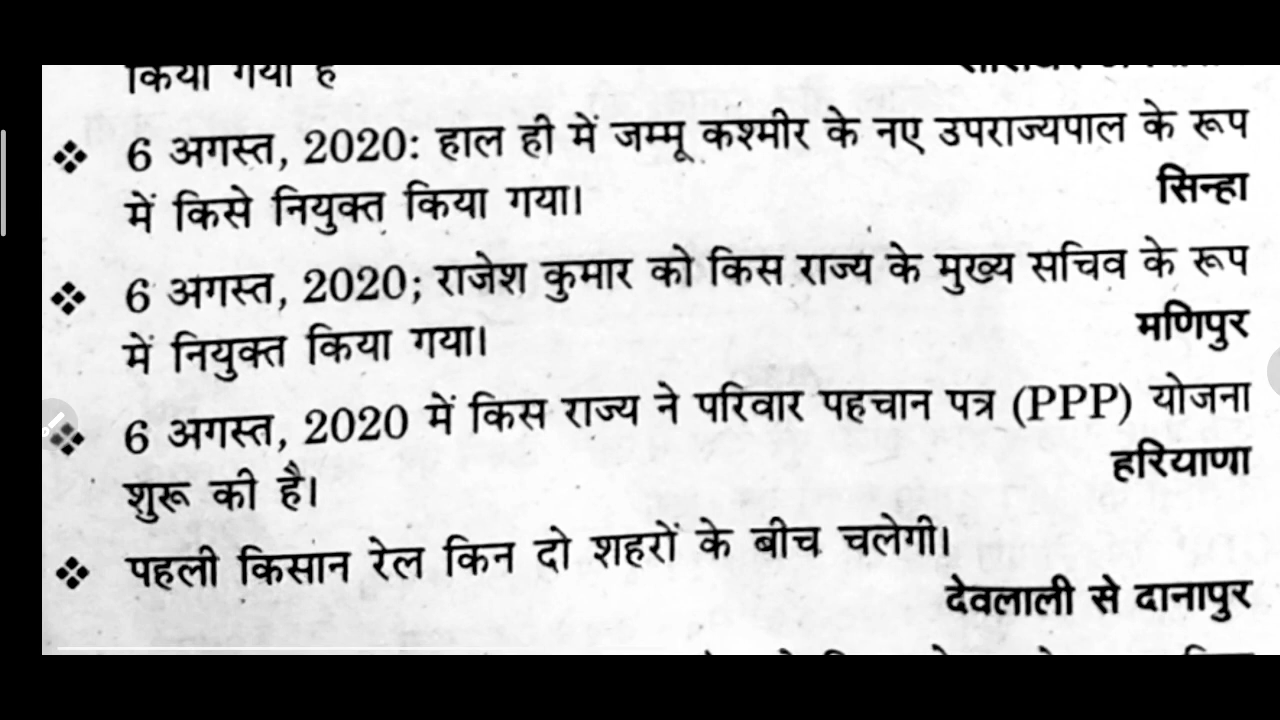 किया गया है
❖ 6 अगस्त, 2020: हाल ही में जम्मू कश्मीर के नए उपराज्यपाल के रूप
में किसे नियुक्त किया गया। सिन्हा
❖ 6 अगस्त, 2020; राजेश कुमार को किस राज्य के मुख्य सचिव के रूप
में नियुक्त किया गया। मणिपुर
❖ 6 अगस्त, 2020 में किस राज्य ने परिवार पहचान पत्र (PPP) योजना
शुरू की है। हरियाणा
❖ पहली किसान रेल किन दो शहरों के बीच चलेगी।
देवलाली से दानापुर